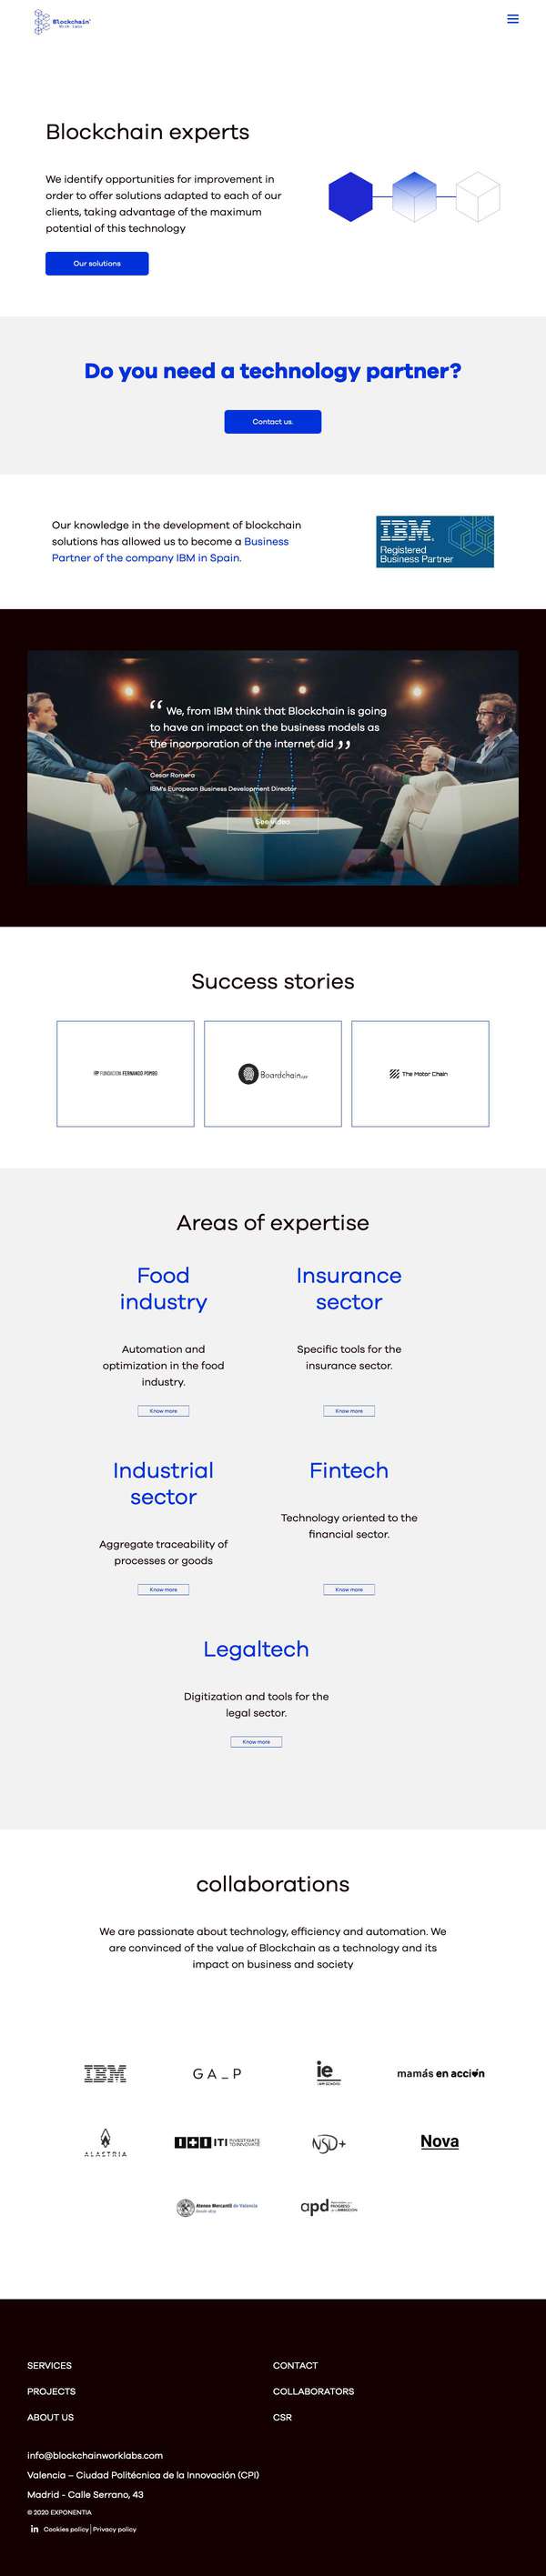 Blockchain
Work Labs
Blockchain experts
We identify opportunities for improvement in
order to offer solutions adapted to each of our
clients, taking advantage of the maximum
potential of this technology
Our solutions
Do you need a technology partner?
Contact us.
Our knowledge in the development of blockchain
solutions has allowed us to become a Business
Partner of the company IBM in Spain.
IBM.
Registered
Business Partner
“ We, from IBM think that Blockchain is going
to have an impact on the business models as
the incorporation of the internet did ”
Cesar Romero
IBM's European Business Development Director
See video
Success stories
FUNDACION FERNANDO POMBO
Boardchain
The Motor Chain
Areas of expertise
Food
industry
Automation and
optimization in the food
industry.
Know more
Insurance
sector
Specific tools for the
insurance sector.
Know more
Industrial
sector
Aggregate traceability of
processes or goods
Know more
Fintech
Technology oriented to the
financial sector.
Know more
Legaltech
Digitization and tools for the
legal sector.
Know more
collaborations
We are passionate about technology, efficiency and automation. We
are convinced of the value of Blockchain as a technology and its
impact on business and society
IBM
GA_P
ie
LAW SCHOOL
mamás en acción
ALASTRIA
ITI INVESTIGATE
TO INNOVATE
NSD+
Nova
Ateneo Mercantil de Valencia
apd
SERVICES
PROJECTS
ABOUT US
CONTACT
COLLABORATORS
CSR
info@blockchainworklabs.com
Valencia – Ciudad Politécnica de la Innovación (CPI)
Madrid - Calle Serrano, 43
© 2020 EXPONENTIA
in Cookies policy | Privacy policy